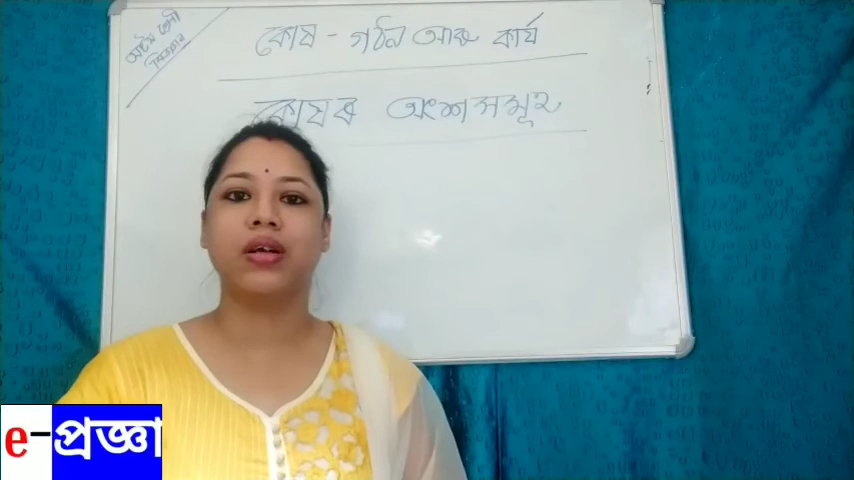 অষ্টম শ্ৰেণী
বিজ্ঞান
কোষ - গঠন আৰু কাৰ্য
কোষৰ অংশসমূহ
e-প্ৰজ্ঞা